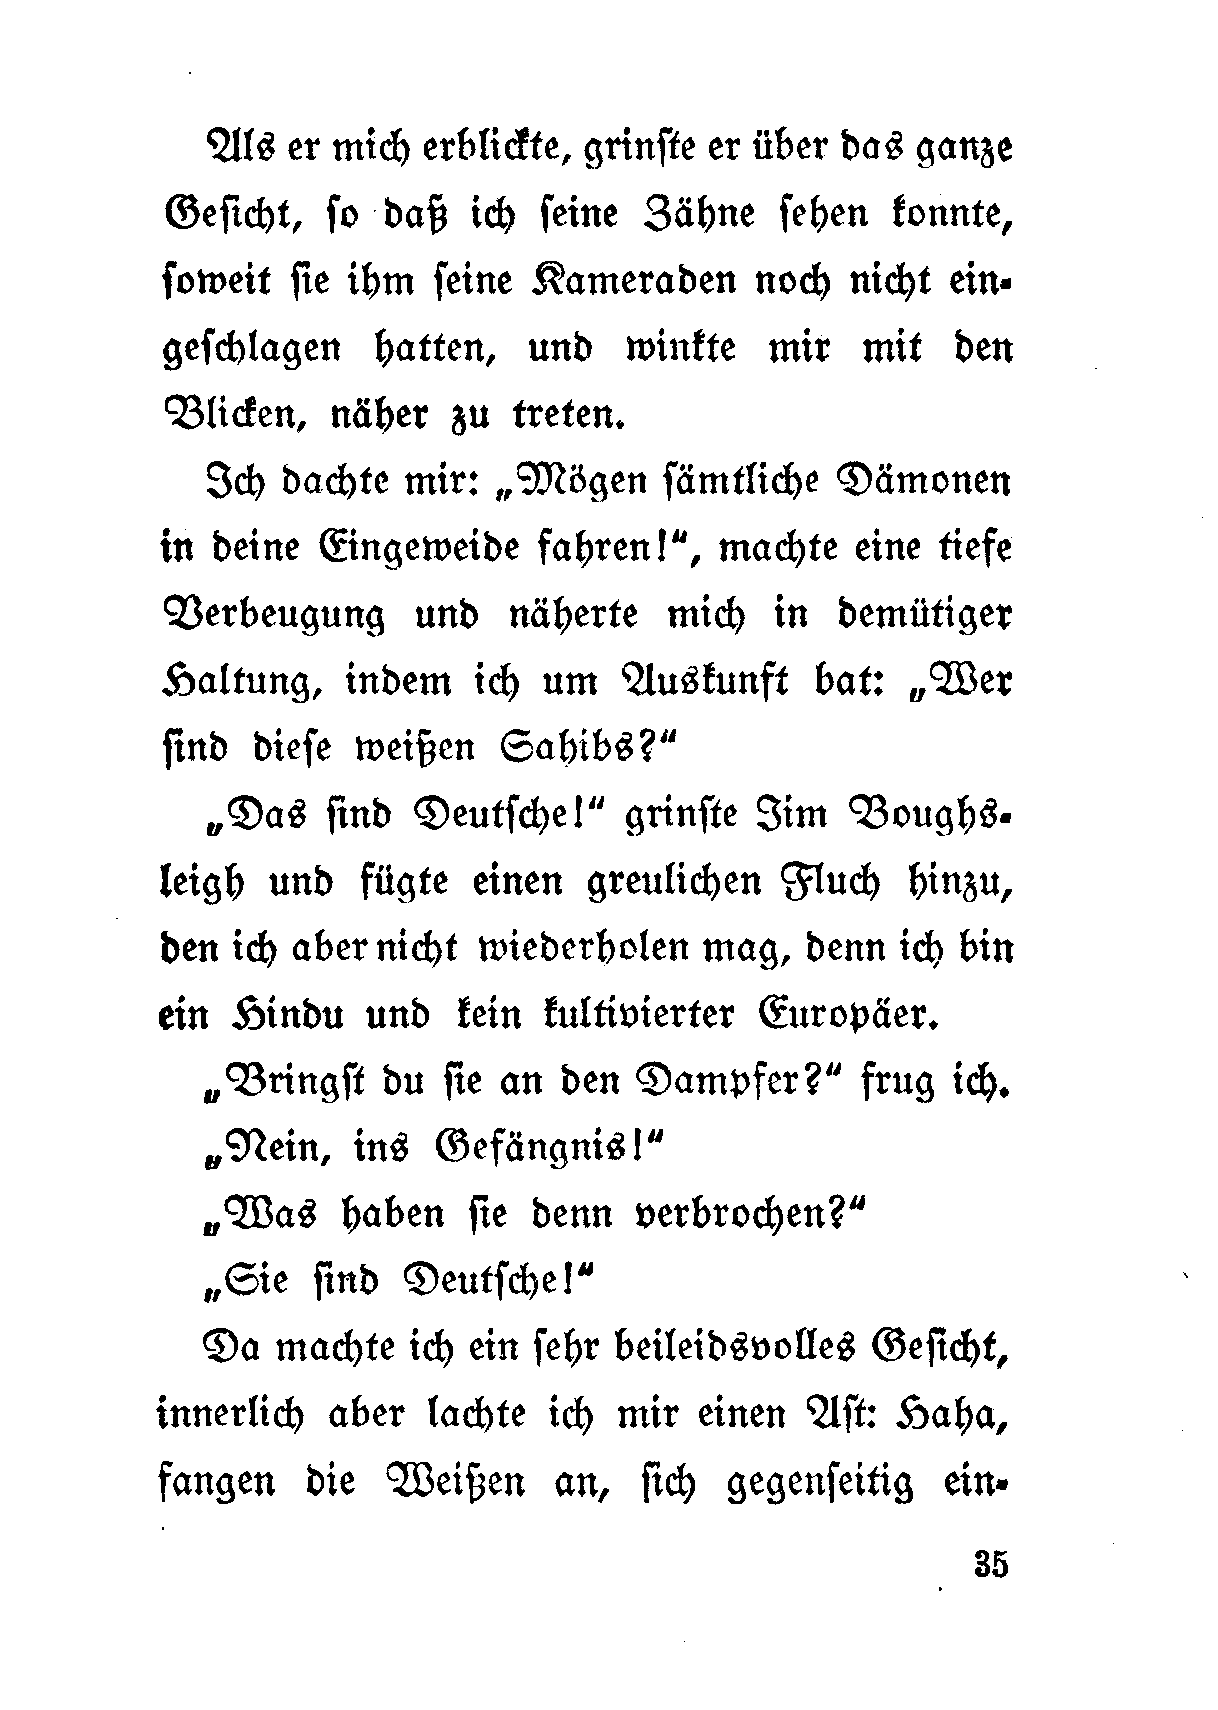 Als er mich erblickte, grinste er über das ganze
Gesicht, so daß ich seine Zähne sehen konnte,
soweit sie ihm seine Kameraden noch nicht ein-
geschlagen hatten, und winkte mir mit den
Blicken, näher zu treten.
Ich dachte mir: „Mögen sämtliche Dämonen
in deine Eingeweide fahren!“, machte eine tiefe
Verbeugung und näherte mich in demütiger
Haltung, indem ich um Auskunft bat: „Wer
sind diese weißen Sahibs?“
„Das sind Deutsche!“ grinste Jim Boughs-
leigh und fügte einen greulichen Fluch hinzu,
den ich aber nicht wiederholen mag, denn ich bin
ein Hindu und kein kultivierter Europäer.
„Bringst du sie an den Dampfer?“ frug ich.
„Nein, ins Gefängnis!“
„Was haben sie denn verbrochen?“
„Sie sind Deutsche!“
Da machte ich ein sehr beileidsvolles Gesicht,
innerlich aber lachte ich mir einen Ast: Haha,
fangen die Weißen an, sich gegenseitig ein-
35